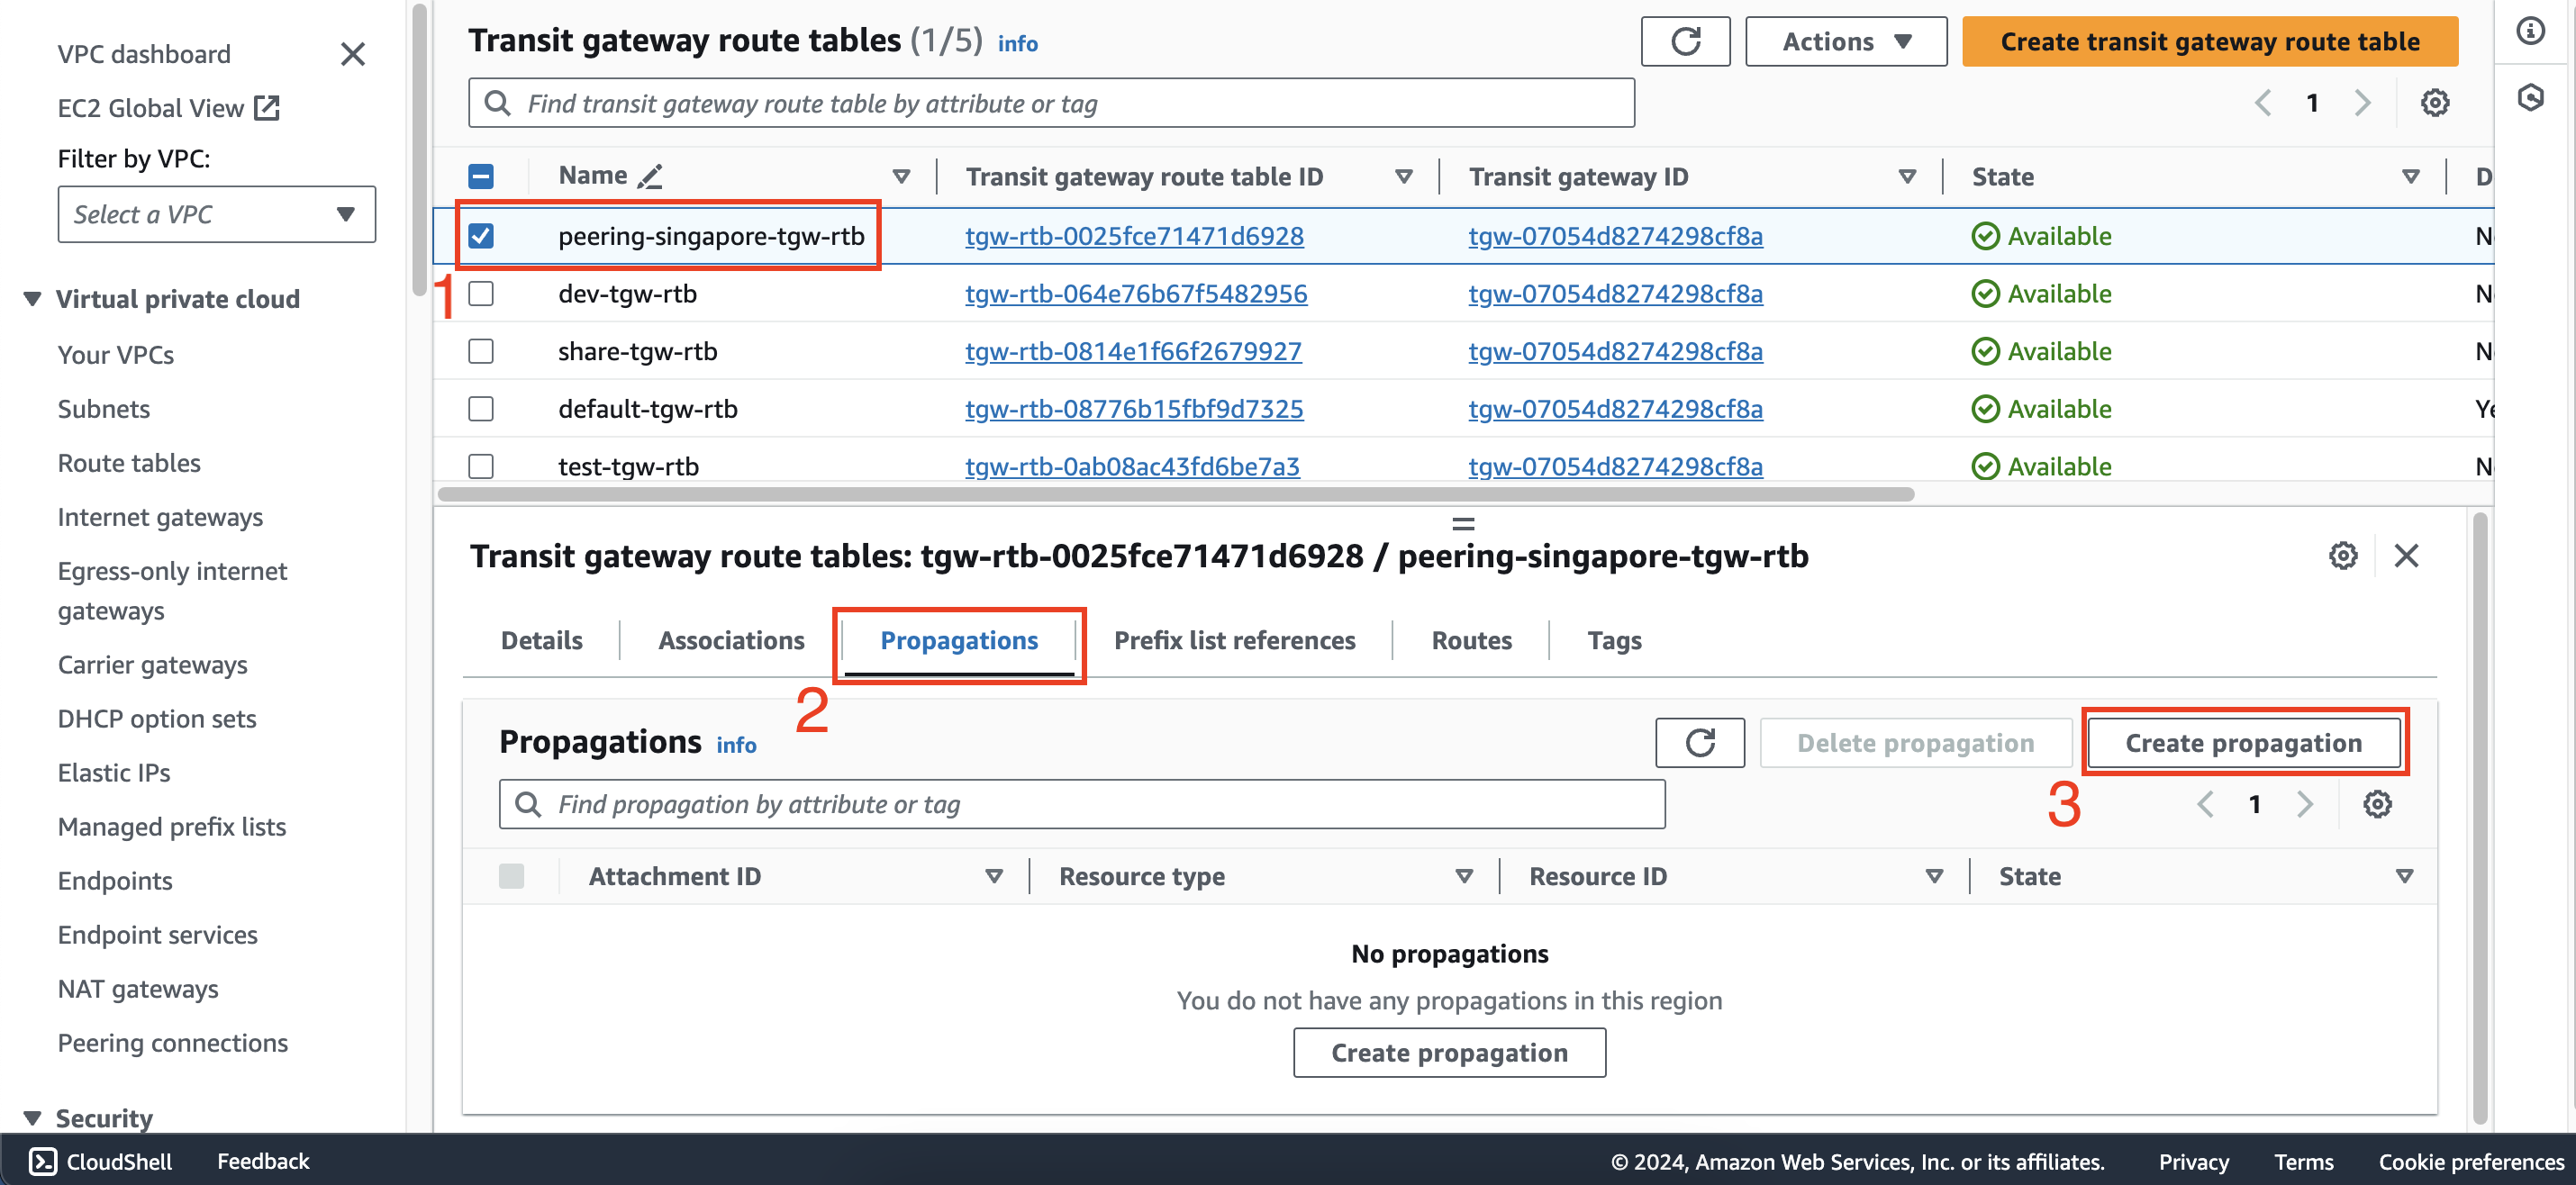 VPC dashboard
EC2 Global View
Filter by VPC:
Select a VPC
Virtual private cloud
Your VPCs
Subnets
Route tables
Internet gateways
Egress-only internet
gateways
Carrier gateways
DHCP option sets
Elastic IPs
Managed prefix lists
Endpoints
Endpoint services
NAT gateways
Peering connections
Security
Transit gateway route tables (1/5) info
Actions
Create transit gateway route table
Find transit gateway route table by attribute or tag
1
Name Transit gateway route table ID Transit gateway ID State D
peering-singapore-tgw-rtb tgw-rtb-0025fce71471d6928 tgw-07054d8274298cf8a Available N
1
dev-tgw-rtb tgw-rtb-064e76b67f5482956 tgw-07054d8274298cf8a Available N
share-tgw-rtb tgw-rtb-0814e1f66f2679927 tgw-07054d8274298cf8a Available N
default-tgw-rtb tgw-rtb-08776b15fbf9d7325 tgw-07054d8274298cf8a Available Ye
test-tgw-rtb tgw-rtb-0ab08ac43fd6be7a3 tgw-07054d8274298cf8a Available N
Transit gateway route tables: tgw-rtb-0025fce71471d6928 / peering-singapore-tgw-rtb
Details Associations Propagations Prefix list references Routes Tags
2
Propagations info
Delete propagation
Create propagation
3
Find propagation by attribute or tag
1
Attachment ID Resource type Resource ID State
No propagations
You do not have any propagations in this region
Create propagation
CloudShell Feedback © 2024, Amazon Web Services, Inc. or its affiliates. Privacy Terms Cookie preferences